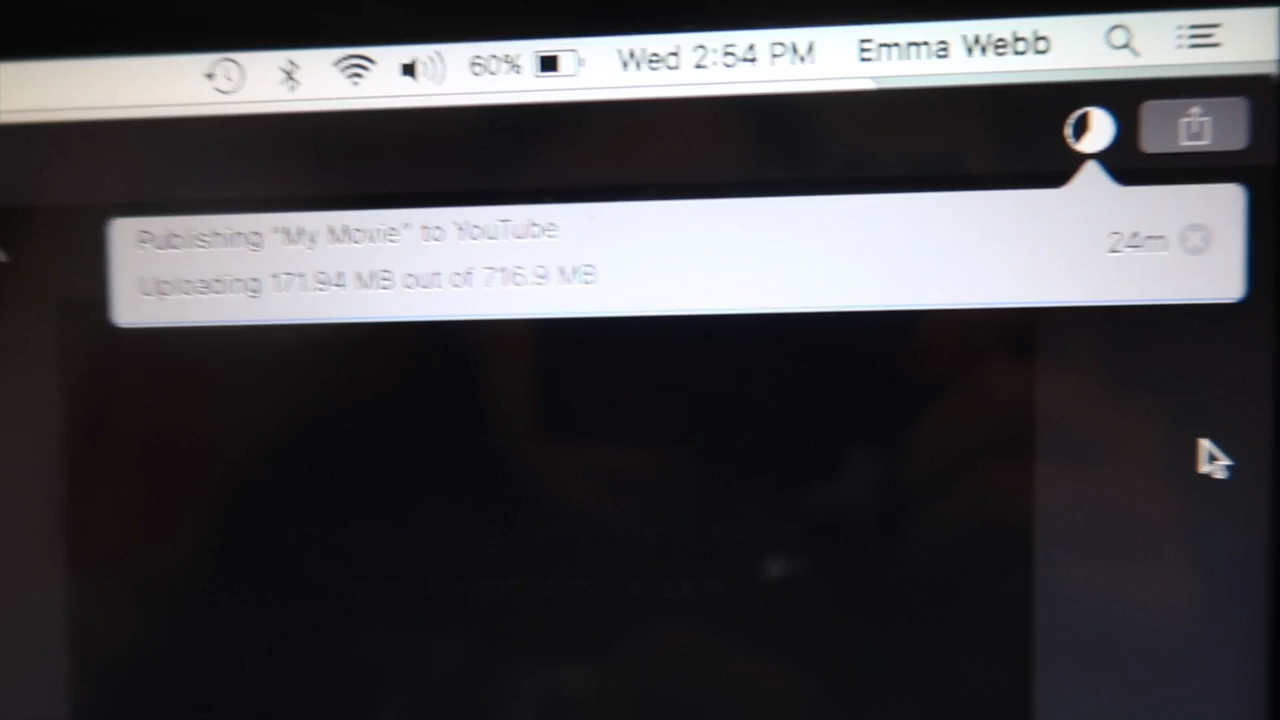 60% Wed 2:54 PM Emma Webb
Publishing "My Movie" to YouTube
24m
Uploading 171.94 MB out of 716.9 MB